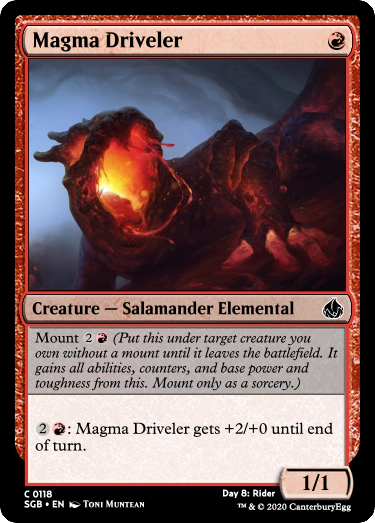 Magma Driveler
Creature — Salamander Elemental
Mount 2 (Put this under target creature you
own without a mount until it leaves the battlefield. It
gains all abilities, counters, and base power and
toughness from this. Mount only as a sorcery.)
2 : Magma Driveler gets +2/+0 until end
of turn.
1/1
C 0118
SGB • EN Toni Muntean
Day 8: Rider
™ & © 2020 CanterburyEgg